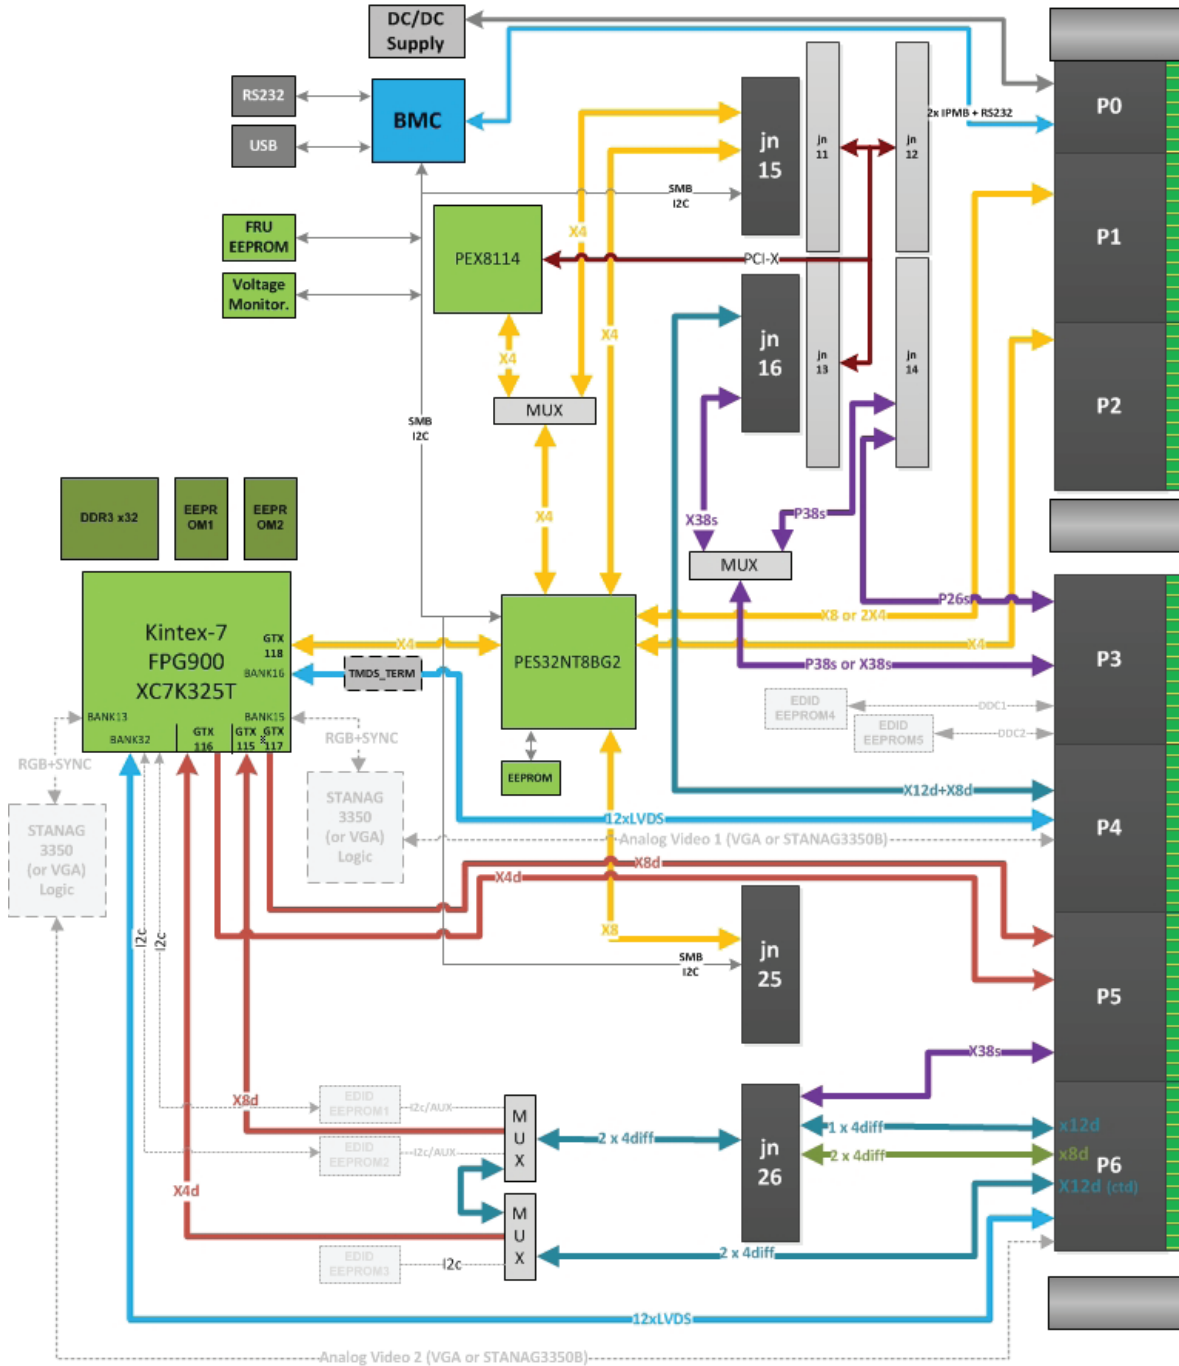 DC/DC
Supply
RS232
BMC
USB
P0
2x IPMB + RS232
jn
15
jn
11
jn
12
SMB
I2C
FRU
EEPROM
X4
P1
PEX8114
PCI-X
Voltage
Monitor.
X4
X4
jn
16
jn
13
jn
14
P2
MUX
SMB
I2C
DDR3 x32
EEPR
OM1
EEPR
OM2
X4
X38s
P38s
MUX
P26s
X8 or 2X4
Kintex-7
FPG900
XC7K325T
GTX
118
BANK16
X4
TMDS_TERM
PES32NT8BG2
X4
P38s or X38s
P3
BANK13
BANK15
BANK32
GTX
116
GTX
115
GTX
117
EDID
EEPROM4
DDC1
EDID
EEPROM5
DDC2
RGB+SYNC
RGB+SYNC
EEPROM
X12d+X8d
STANAG
3350
(or VGA)
Logic
STANAG
3350
(or VGA)
Logic
12xLVDS
Analog Video 1 (VGA or STANAG3350B)
P4
X8d
X4d
I2c
I2c
X8
jn
25
SMB
I2C
P5
X38s
EDID
EEPROM1
I2c/AUX
X8d
EDID
EEPROM2
I2c/AUX
M
U
X
2 x 4diff
jn
26
1 x 4diff
x12d
2 x 4diff
x8d
P6
X12d (ctd)
X4d
M
U
X
EDID
EEPROM3
I2c
2 x 4diff
12xLVDS
Analog Video 2 (VGA or STANAG3350B)